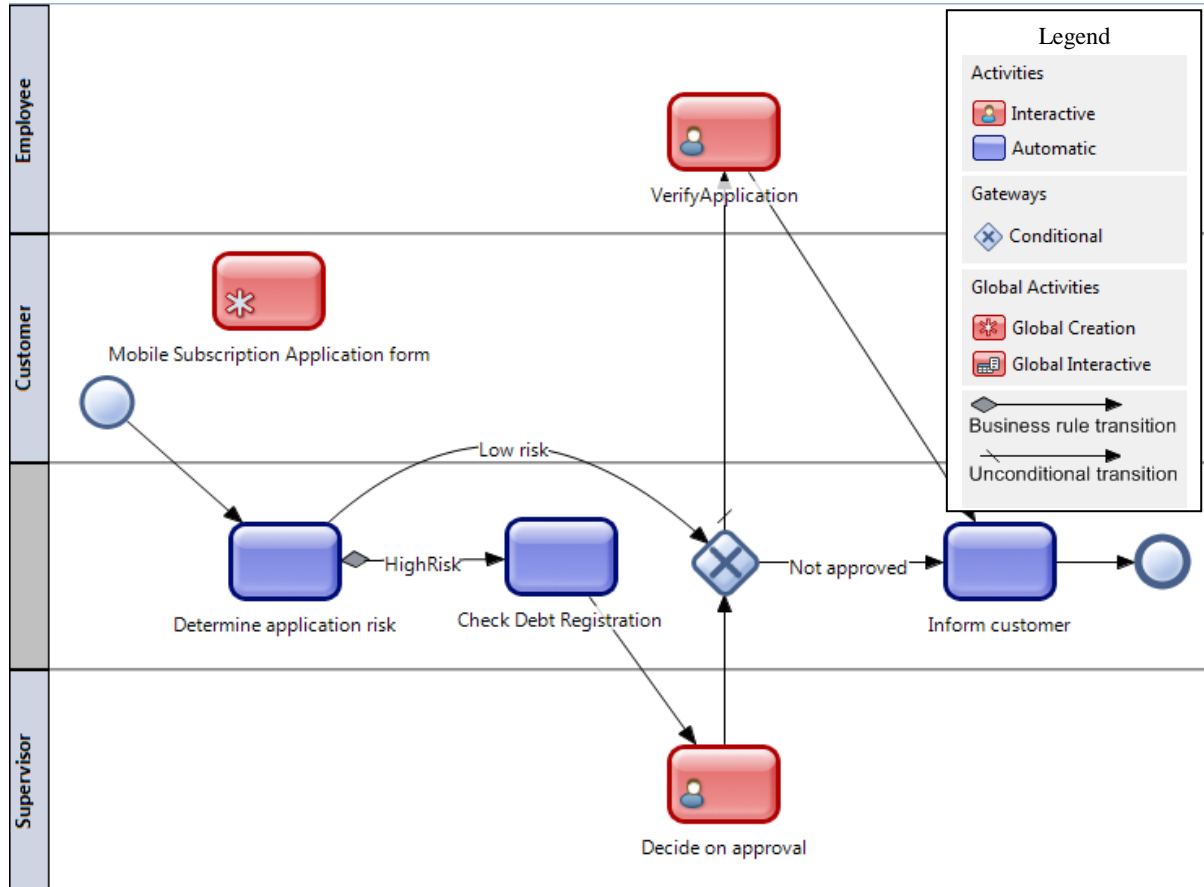 Employee
VerifyApplication
Customer
Mobile Subscription Application form
Low risk
HighRisk
Not approved
Determine application risk
Check Debt Registration
Inform customer
Supervisor
Decide on approval
Legend
Activities
Interactive
Automatic
Gateways
Conditional
Global Activities
Global Creation
Global Interactive
Business rule transition
Unconditional transition